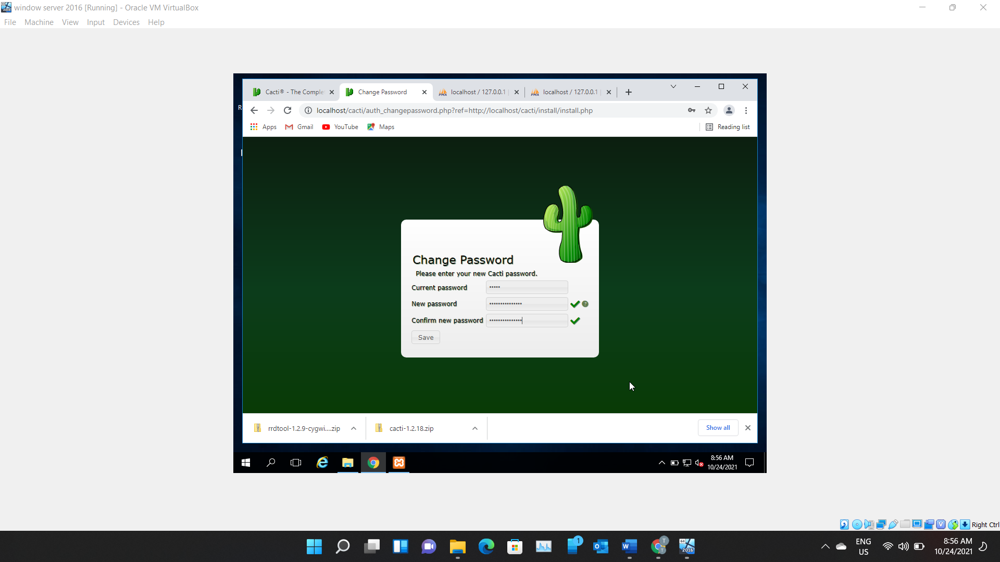 window server 2016 [Running] - Oracle VM VirtualBox
File Machine View Input Devices Help
Cacti® - The Comple
Change Password
localhost / 127.0.0.1 |
localhost / 127.0.0.1 |
localhost/cacti/auth_changepassword.php?ref=http://localhost/cacti/install/install.php
Apps Gmail YouTube Maps Reading list
R
Change Password
Please enter your new Cacti password.
Current password
New password
Confirm new password
Save
rrdtool-1.2.9-cygwi....zip
cacti-1.2.18.zip
Show all
8:56 AM
10/24/2021
Right Ctrl
1
64
2016
ENG
US
8:56 AM
10/24/2021